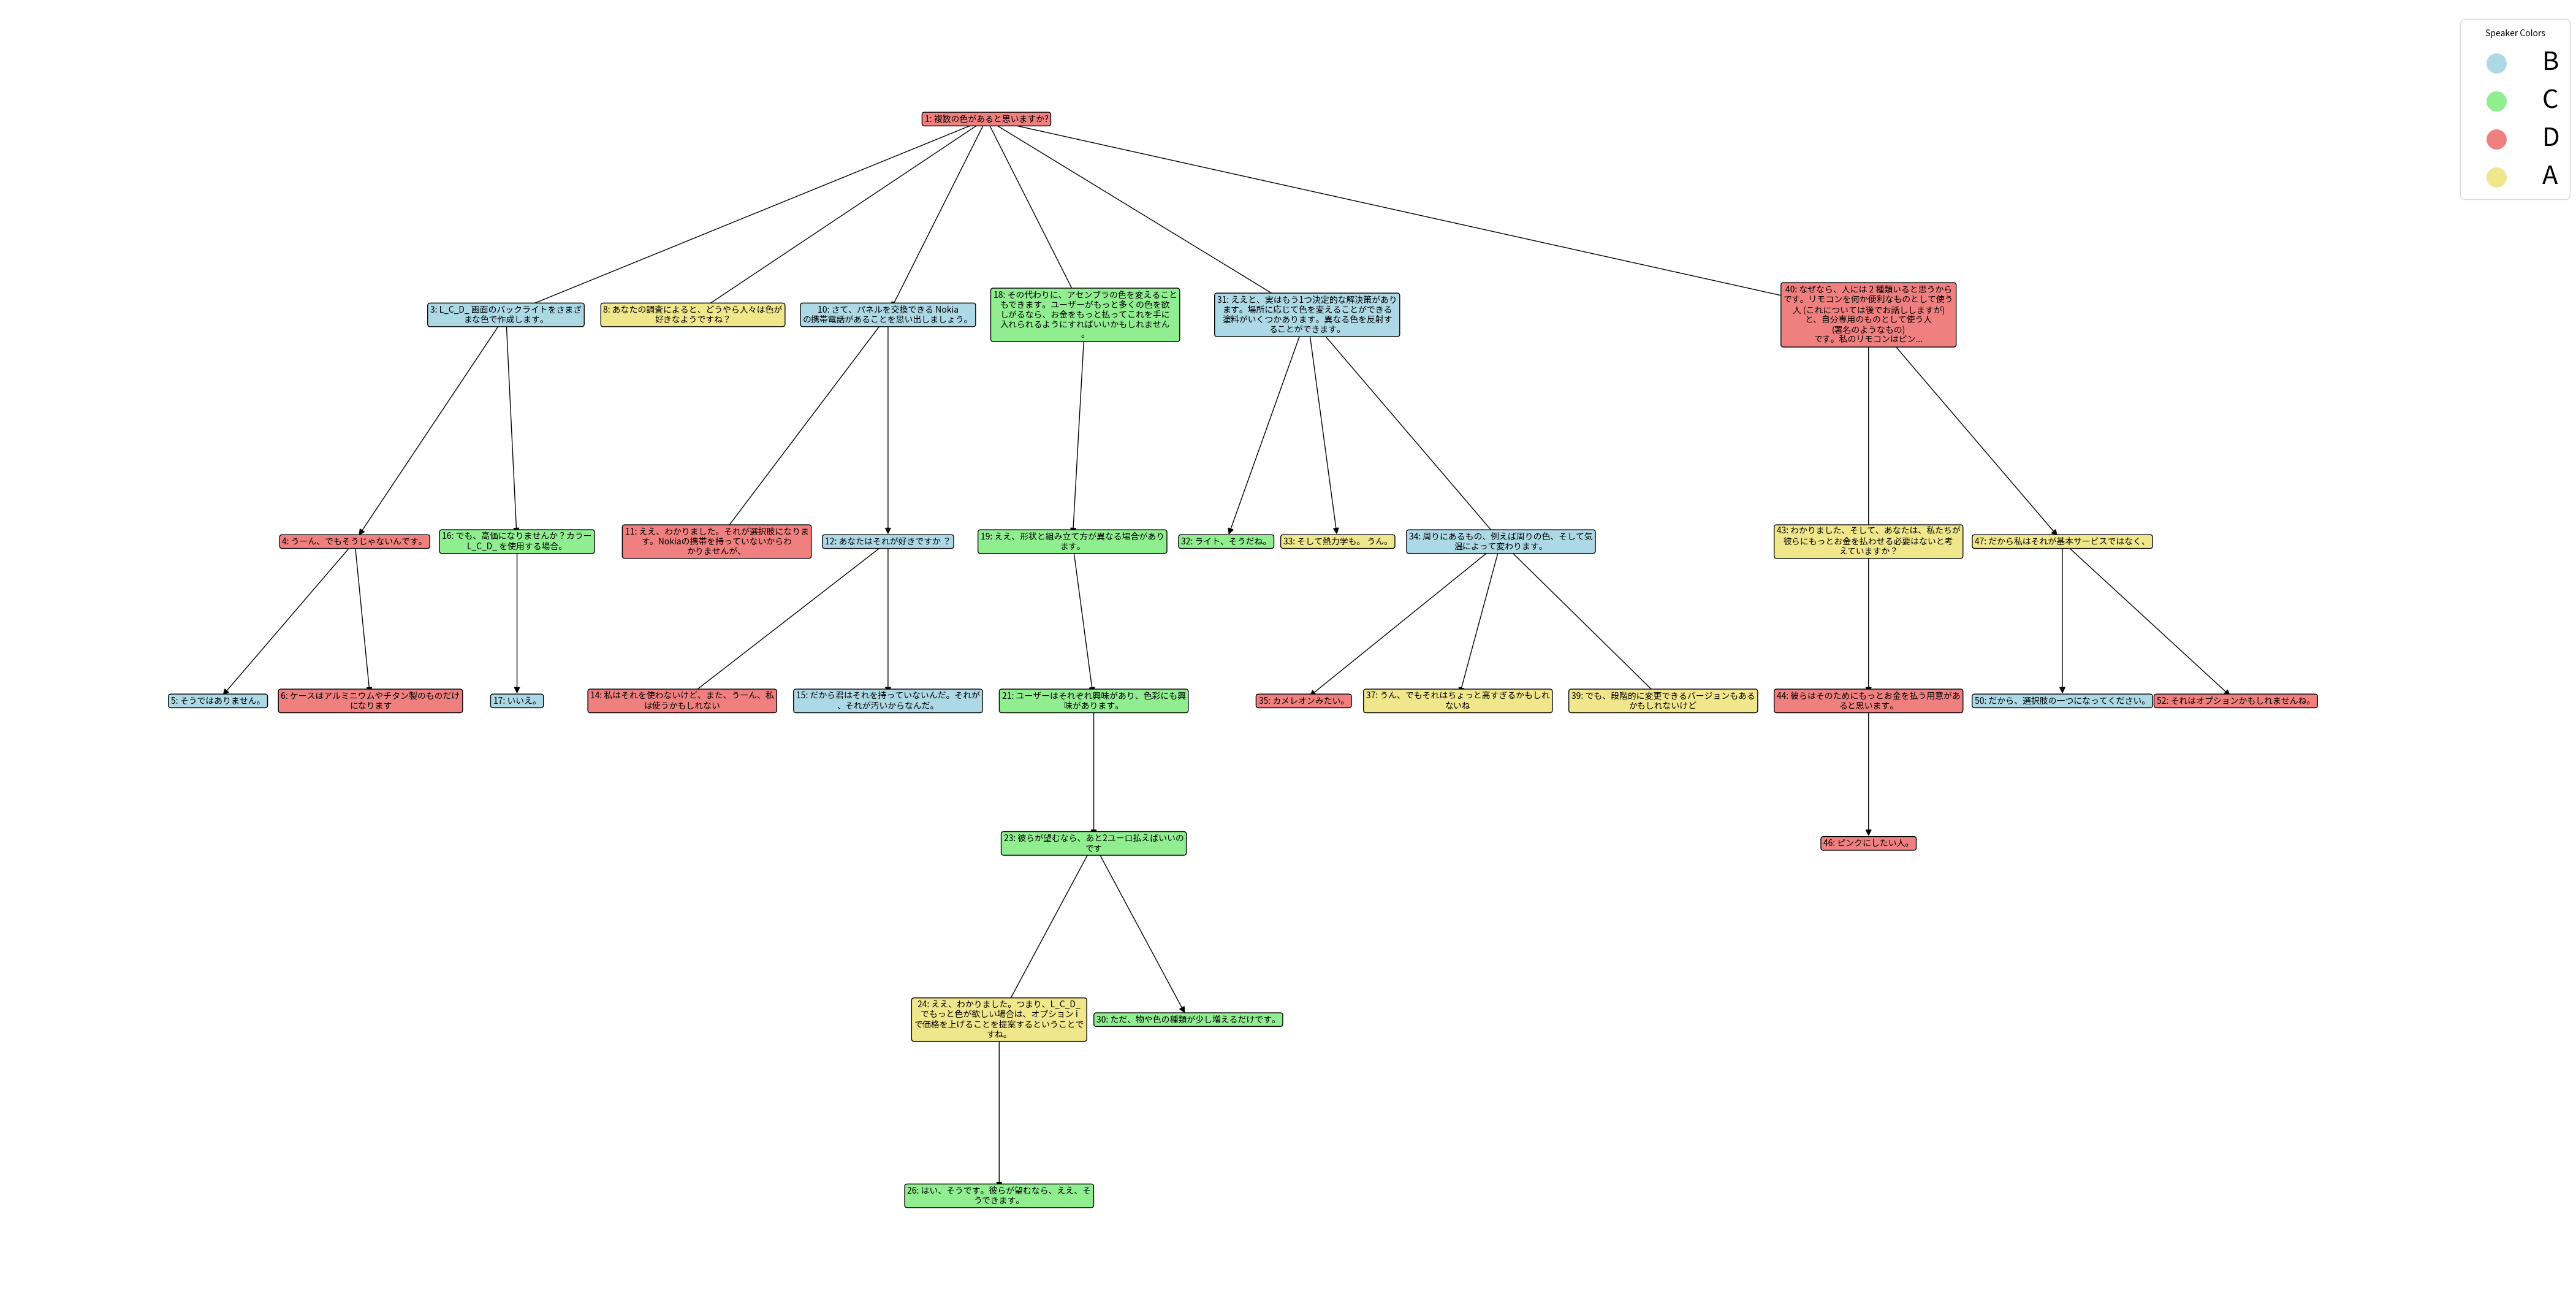 Speaker Colors
B
C
D
A
1: 複数の色があると思いますか?
3: L_C_D_ 画面のバックライトをさまざ
まな色で作成します。
8: あなたの調査によると、どうやら人々は色が
好きなようですね？
10: さて、パネルを交換できる Nokia
の携帯電話があることを思い出しましょう。
18: その代わりに、アセンブラの色を変えること
もできます。ユーザーがもっと多くの色を欲
しがるなら、お金をもっと払ってこれを手に
入れられるようにすればいいかもしれません
。
31: ええと、実はもう1つ決定的な解決策があり
ます。場所に応じて色を変えることができる
塗料がいくつかあります。異なる色を反射す
ることができます。
40: なぜなら、人には 2 種類いると思うから
です。リモコンを何か便利なものとして使う
人 (これについては後でお話ししますが)
と、自分専用のものとして使う人
(署名のようなもの)
です。私のリモコンはピン...
4: うーん、でもそうじゃないんです。
16: でも、高価になりませんか？カラー
L_C_D_ を使用する場合。
11: ええ、わかりました。それが選択肢になりま
す。Nokiaの携帯を持っていないからわ
かりませんが、
12: あなたはそれが好きですか ？
19: ええ、形状と組み立て方が異なる場合があり
ます。
32: ライト、そうだね。
33: そして熱力学も。 うん。
34: 周りにあるもの、例えば周りの色、そして気
温によって変わります。
43: わかりました、そして、あなたは、私たちが
彼らにもっとお金を払わせる必要はないと考
えていますか？
47: だから私はそれが基本サービスではなく、
5: そうではありません。
6: ケースはアルミニウムやチタン製のものだけ
になります
17: いいえ。
14: 私はそれを使わないけど、また、うーん、私
は使うかもしれない
15: だから君はそれを持っていないんだ。それが
、それが汚いからなんだ。
21: ユーザーはそれぞれ興味があり、色彩にも興
味があります。
35: カメレオンみたい。
37: うん、でもそれはちょっと高すぎるかもしれ
ないね
39: でも、段階的に変更できるバージョンもある
かもしれないけど
44: 彼らはそのためにもっとお金を払う用意があ
ると思います。
50: だから、選択肢の一つになってください。
52: それはオプションかもしれませんね。
23: 彼らが望むなら、あと2ユーロ払えばいいの
です
46: ピンクにしたい人。
24: ええ、わかりました。つまり、L_C_D_
でもっと色が欲しい場合は、オプション i
で価格を上げることを提案するということで
すね。
30: ただ、物や色の種類が少し増えるだけです。
26: はい、そうです。彼らが望むなら、ええ、そ
うできます。